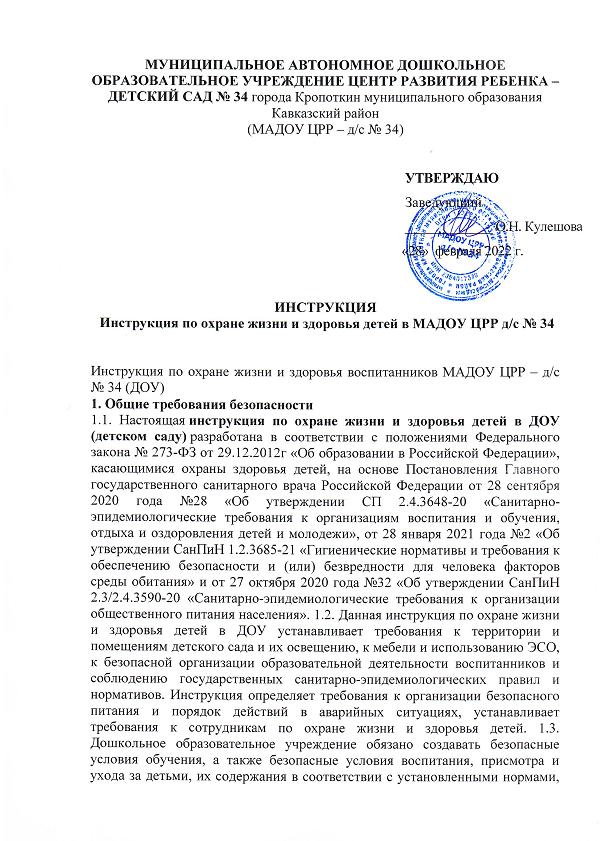 МУНИЦИПАЛЬНОЕ АВТОНОМНОЕ ДОШКОЛЬНОЕ
ОБРАЗОВАТЕЛЬНОЕ УЧРЕЖДЕНИЕ ЦЕНТР РАЗВИТИЯ РЕБЕНКА –
ДЕТСКИЙ САД № 34 города Кропоткин муниципального образования
Кавказский район
(МАДОУ ЦРР – д/с № 34)
УТВЕРЖДАЮ
Заведующий
О.Н. Кулешова
«28» февраля 2022 г.
МАДОУ ЦРР
д/с № 34
ИНСТРУКЦИЯ
Инструкция по охране жизни и здоровья детей в МАДОУ ЦРР д/с № 34
Инструкция по охране жизни и здоровья воспитанников МАДОУ ЦРР – д/с
№ 34 (ДОУ)
1. Общие требования безопасности
1.1. Настоящая инструкция по охране жизни и здоровья детей в ДОУ
(детском саду) разработана в соответствии с положениями Федерального
закона № 273-ФЗ от 29.12.2012г «Об образовании в Российской Федерации»,
касающимися охраны здоровья детей, на основе Постановления Главного
государственного санитарного врача Российской Федерации от 28 сентября
2020 года №28 «Об утверждении СП 2.4.3648-20 «Санитарно-
эпидемиологические требования к организациям воспитания и обучения,
отдыха и оздоровления детей и молодежи», от 28 января 2021 года №2 «Об
утверждении СанПиН 1.2.3685-21 «Гигиенические нормативы и требования к
обеспечению безопасности и (или) безвредности для человека факторов
среды обитания» и от 27 октября 2020 года №32 «Об утверждении СанПиН
2.3/2.4.3590-20 «Санитарно-эпидемиологические требования к организации
общественного питания населения». 1.2. Данная инструкция по охране жизни
и здоровья детей в ДОУ устанавливает требования к территории и
помещениям детского сада и их освещению, к мебели и использованию ЭСО,
к безопасной организации образовательной деятельности воспитанников и
соблюдению государственных санитарно-эпидемиологических правил и
нормативов. Инструкция определяет требования к организации безопасного
питания и порядок действий в аварийных ситуациях, устанавливает
требования к сотрудникам по охране жизни и здоровья детей. 1.3.
Дошкольное образовательное учреждение обязано создавать безопасные
условия обучения, а также безопасные условия воспитания, присмотра и
ухода за детьми, их содержания в соответствии с установленными нормами,